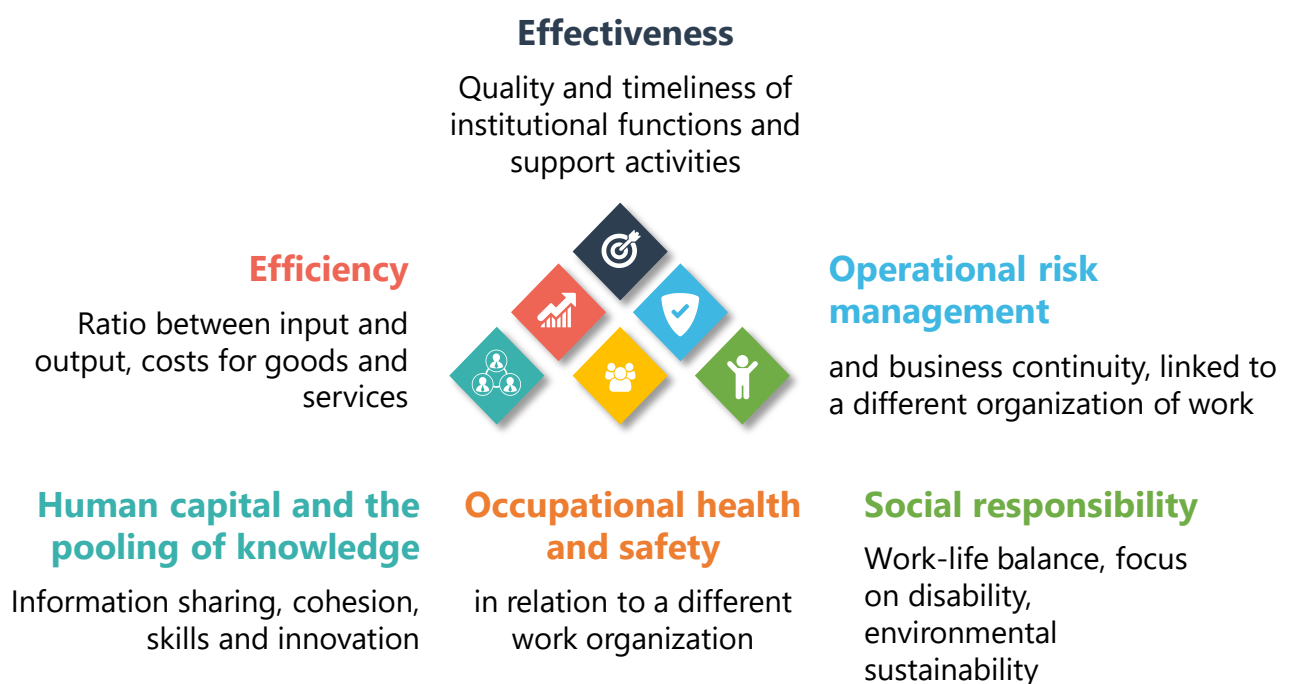 Effectiveness
Quality and timeliness of
institutional functions and
support activities
Efficiency
Ratio between input and
output, costs for goods and
services
Operational risk
management
and business continuity, linked to
a different organization of work
Human capital and the
pooling of knowledge
Information sharing, cohesion,
skills and innovation
Occupational health
and safety
in relation to a different
work organization
Social responsibility
Work-life balance, focus
on disability,
environmental
sustainability